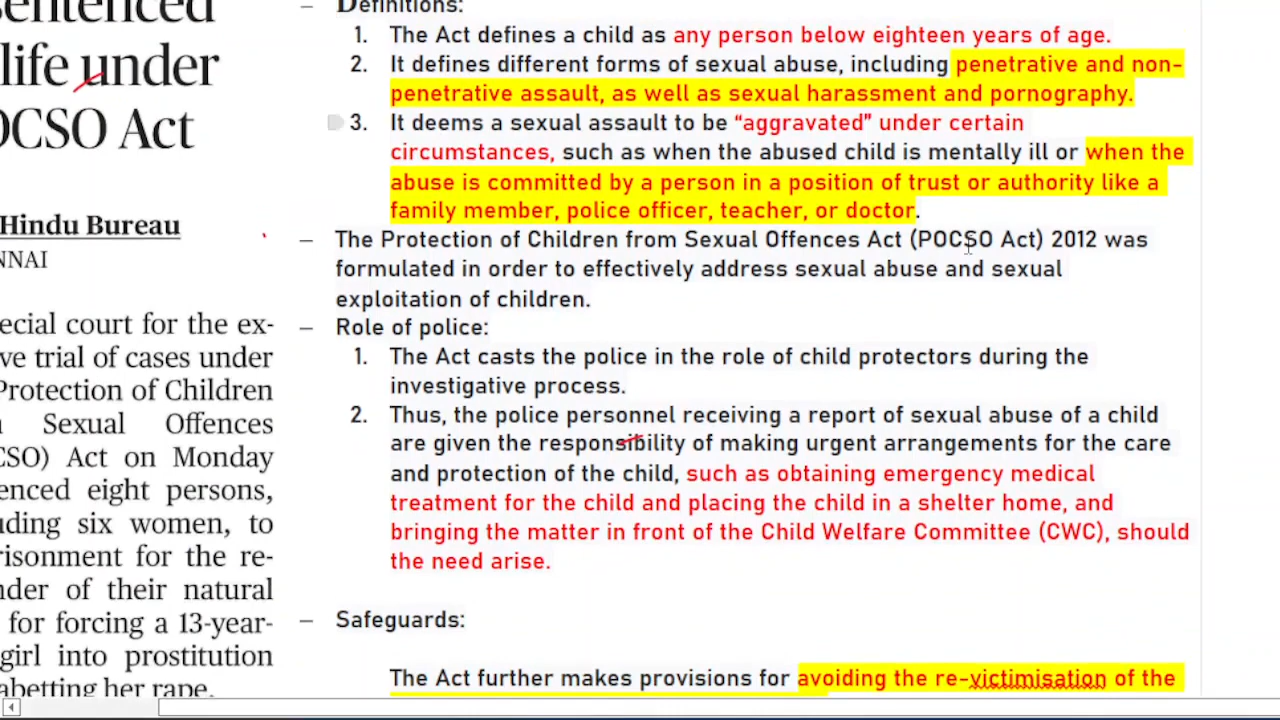 sentenced
life under
OCSO Act
Hindu Bureau
NNAI
ecial court for the ex-
ve trial of cases under
Protection of Children
Sexual Offences
CSO) Act on Monday
enced eight persons,
uding six women, to
risonment for the re-
nder of their natural
for forcing a 13-year-
girl into prostitution
abetting her rape.
– Definitions:
1. The Act defines a child as any person below eighteen years of age.
2. It defines different forms of sexual abuse, including penetrative and non-
penetrative assault, as well as sexual harassment and pornography.
3. It deems a sexual assault to be “aggravated” under certain
circumstances, such as when the abused child is mentally ill or when the
abuse is committed by a person in a position of trust or authority like a
family member, police officer, teacher, or doctor.
– The Protection of Children from Sexual Offences Act (POCSO Act) 2012 was
formulated in order to effectively address sexual abuse and sexual
exploitation of children.
– Role of police:
1. The Act casts the police in the role of child protectors during the
investigative process.
2. Thus, the police personnel receiving a report of sexual abuse of a child
are given the responsibility of making urgent arrangements for the care
and protection of the child, such as obtaining emergency medical
treatment for the child and placing the child in a shelter home, and
bringing the matter in front of the Child Welfare Committee (CWC), should
the need arise.
– Safeguards:
The Act further makes provisions for avoiding the re-victimisation of the